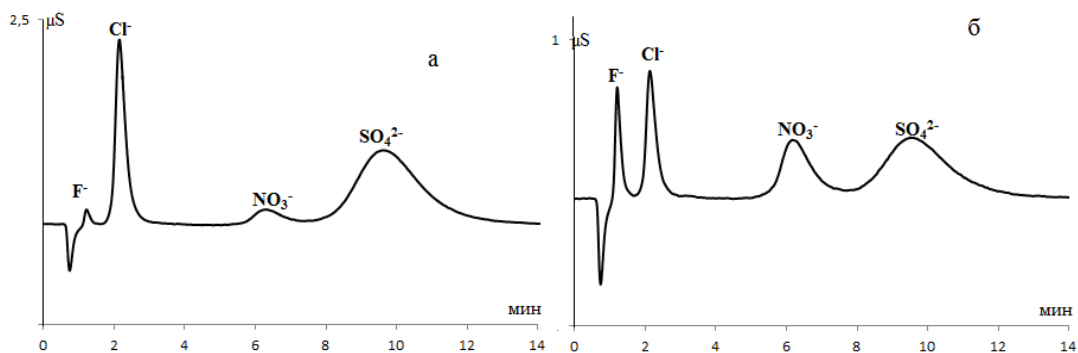 2,5 μS
Cl⁻
а
F⁻
NO₃⁻
SO₄²⁻
мин
0 2 4 6 8 10 12 14
1 μS
б
F⁻
Cl⁻
NO₃⁻
SO₄²⁻
мин
0 2 4 6 8 10 12 14